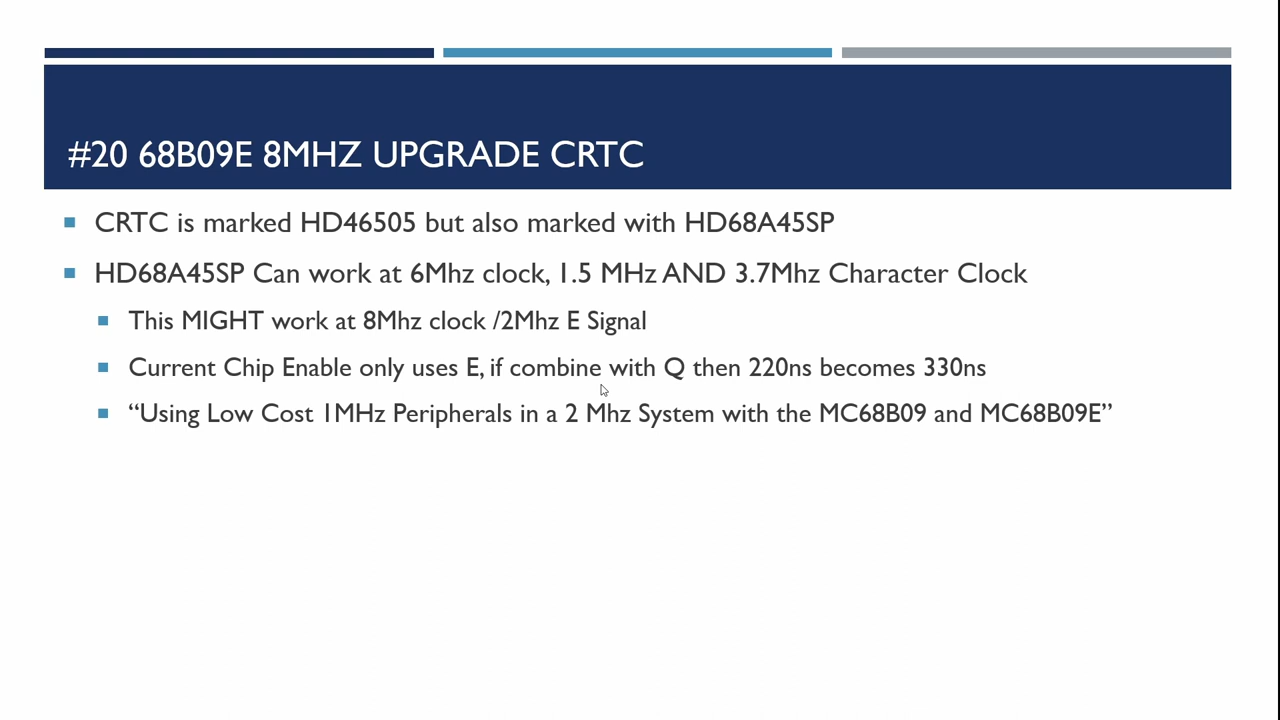 #20 68B09E 8MHZ UPGRADE CRTC
CRTC is marked HD46505 but also marked with HD68A45SP
HD68A45SP Can work at 6Mhz clock, 1.5 MHz AND 3.7Mhz Character Clock
This MIGHT work at 8Mhz clock /2Mhz E Signal
Current Chip Enable only uses E, if combine with Q then 220ns becomes 330ns
“Using Low Cost 1MHz Peripherals in a 2 Mhz System with the MC68B09 and MC68B09E”